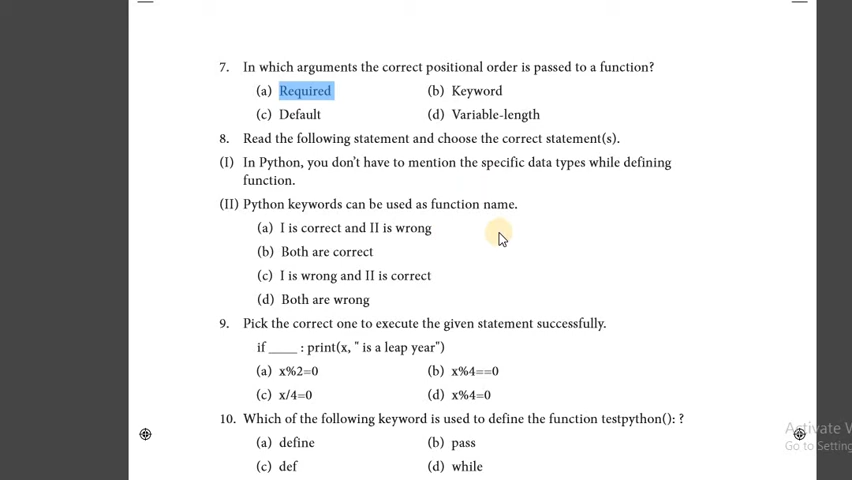 7. In which arguments the correct positional order is passed to a function?
(a) Required (b) Keyword
(c) Default (d) Variable-length
8. Read the following statement and choose the correct statement(s).
(I) In Python, you don't have to mention the specific data types while defining
function.
(II) Python keywords can be used as function name.
(a) I is correct and II is wrong
(b) Both are correct
(c) I is wrong and II is correct
(d) Both are wrong
9. Pick the correct one to execute the given statement successfully.
if ____ : print(x, " is a leap year")
(a) x%2=0 (b) x%4==0
(c) x/4=0 (d) x%4=0
10. Which of the following keyword is used to define the function testpython(): ?
(a) define (b) pass
(c) def (d) while
Activate
Go to